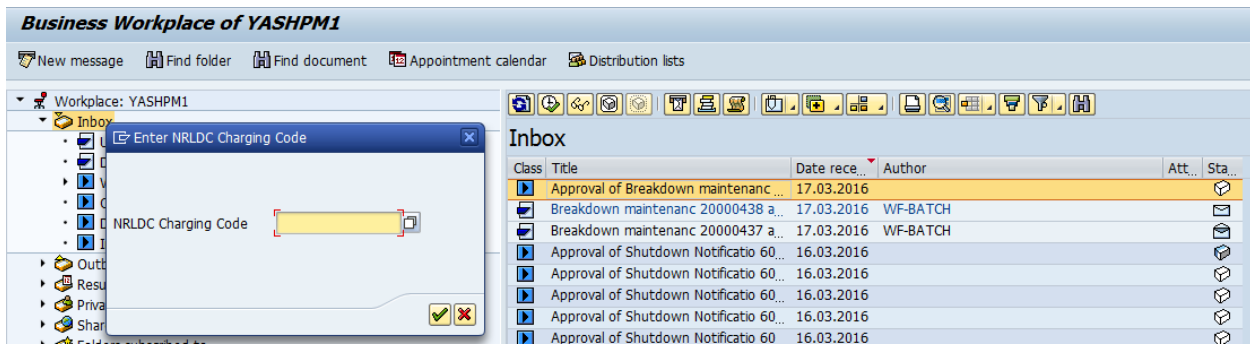 Business Workplace of YASHPM1
New message Find folder Find document Appointment calendar Distribution lists
Workplace: YASHPM1
Inbox
Outb
Resu
Priva
Shar
Enter NRLDC Charging Code
NRLDC Charging Code
Inbox
Class Title Date rece... Author Att... Sta...
Approval of Breakdown maintenanc ... 17.03.2016
Breakdown maintenanc 20000438 a... 17.03.2016 WF-BATCH
Breakdown maintenanc 20000437 a... 17.03.2016 WF-BATCH
Approval of Shutdown Notificatio 60... 16.03.2016
Approval of Shutdown Notificatio 60... 16.03.2016
Approval of Shutdown Notificatio 60... 16.03.2016
Approval of Shutdown Notificatio 60... 16.03.2016
Approval of Shutdown Notificatio 60 16.03.2016